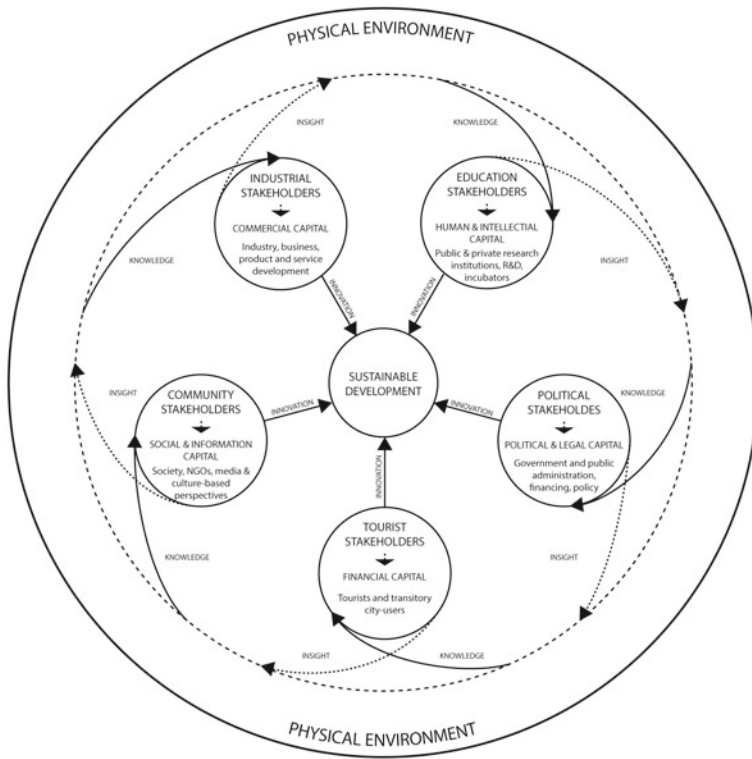 PHYSICAL ENVIRONMENT
INSIGHT
KNOWLEDGE
INDUSTRIAL
STAKEHOLDERS
COMMERCIAL CAPITAL
Industry, business,
product and service
development
EDUCATION
STAKEHOLDERS
HUMAN & INTELLECTIAL
CAPITAL
Public & private research
institutions, R&D,
incubators
KNOWLEDGE
INSIGHT
INNOVATION
INNOVATION
SUSTAINABLE
DEVELOPMENT
INSIGHT
COMMUNITY
STAKEHOLDERS
SOCIAL & INFORMATION
CAPITAL
Society, NGOs, media &
culture-based
perspectives
INNOVATION
INNOVATION
POLITICAL
STAKEHOLDES
POLITICAL & LEGAL CAPITAL
Government and public
administration,
financing, policy
KNOWLEDGE
INNOVATION
TOURIST
STAKEHOLDERS
FINANCIAL CAPITAL
Tourists and transitory
city-users
KNOWLEDGE
INSIGHT
INSIGHT
KNOWLEDGE
PHYSICAL ENVIRONMENT